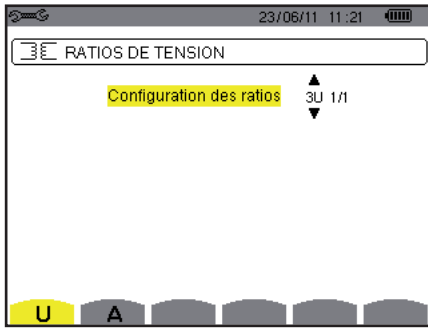 23/06/11 11:21
RATIOS DE TENSION
Configuration des ratios 3U 1/1
U A